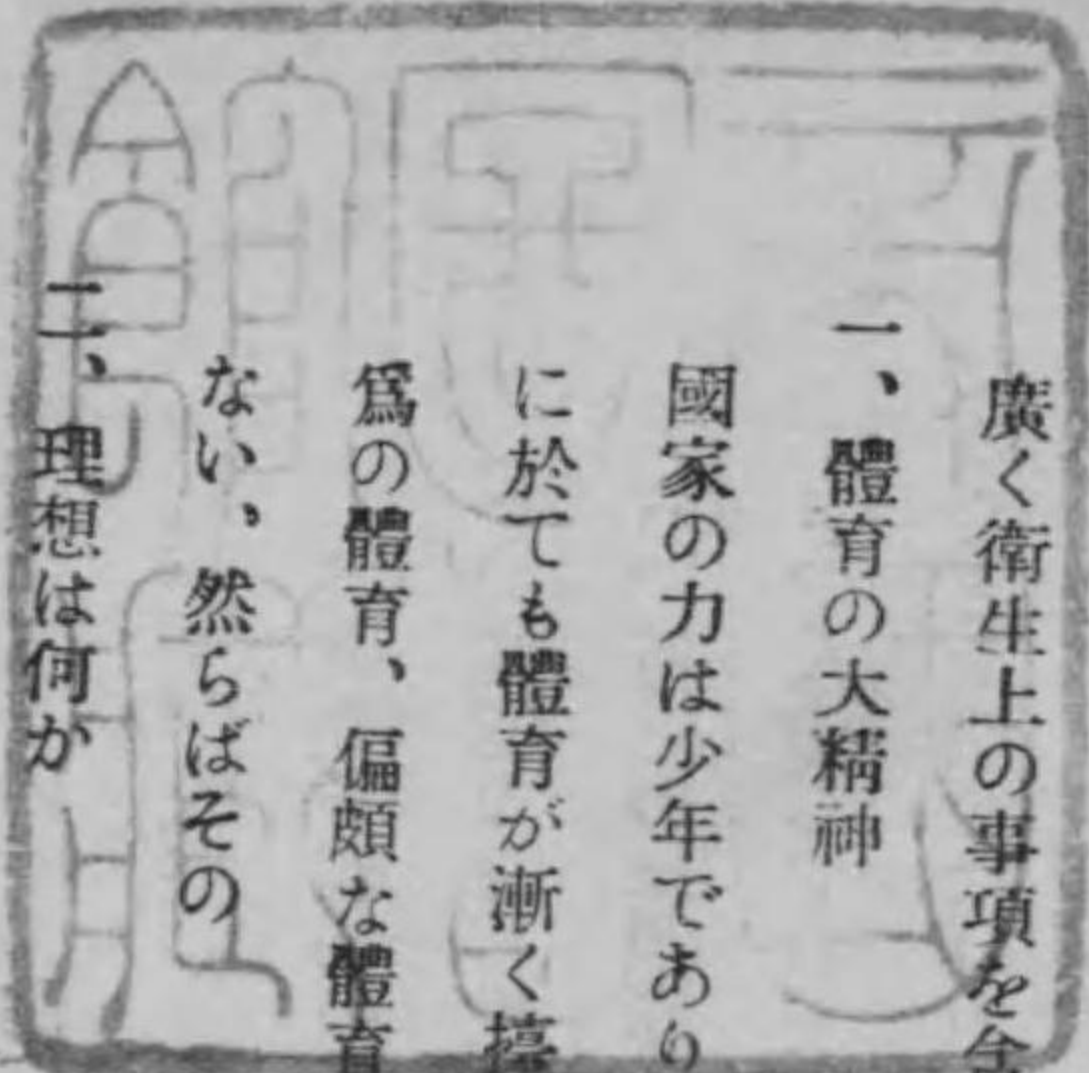 廣く衛生上の事項を
一、體育の大精神
國家の力は少年であり
に於ても體育が漸く
爲の體育、偏頗な體育
ない、然らばその
二、理想は何か